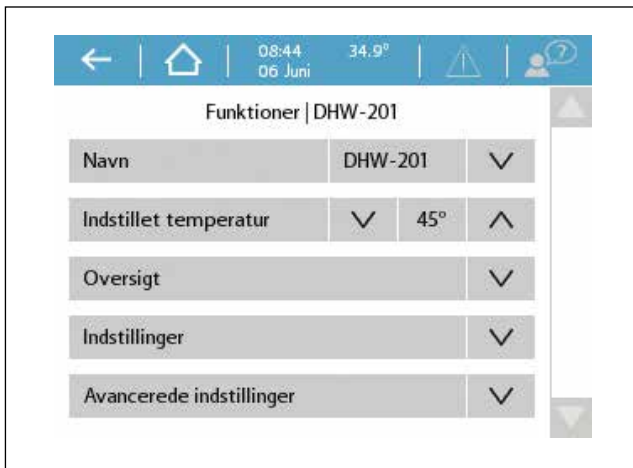 08:44 34.9°
06 Juni
?
Funktioner | DHW-201
Navn DHW-201
Indstillet temperatur 45°
Oversigt
Indstillinger
Avancerede indstillinger